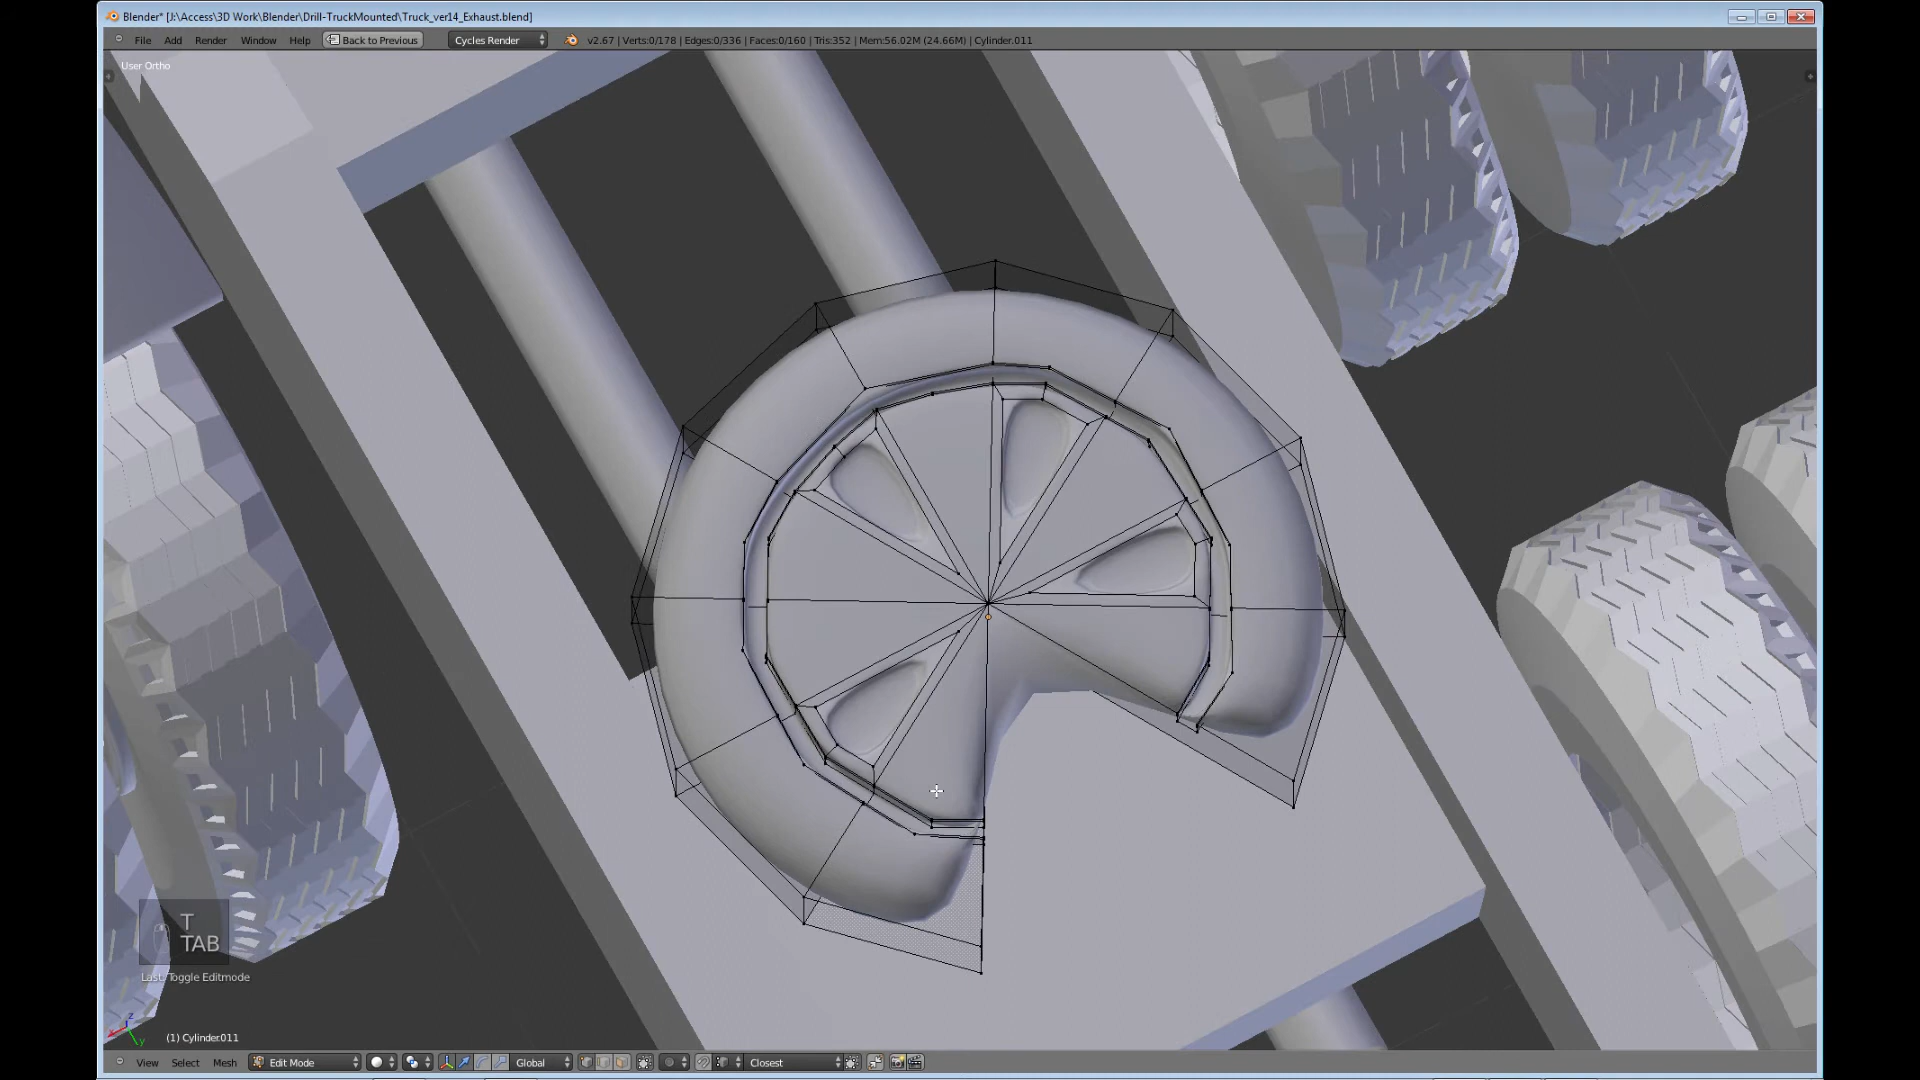 Blender* [J:\Access\3D Work\Blender\Drill-TruckMounted\Truck_ver14_Exhaust.blend]
File Add Render Window Help Back to Previous Cycles Render v2.67 | Verts:0/178 | Edges:0/336 | Faces:0/160 | Tris:352 | Mem:56.02M (24.66M) | Cylinder.011
User Ortho
T
TAB
Last: Toggle Editmode
z
y
(1) Cylinder.011
View Select Mesh Edit Mode Global Closest